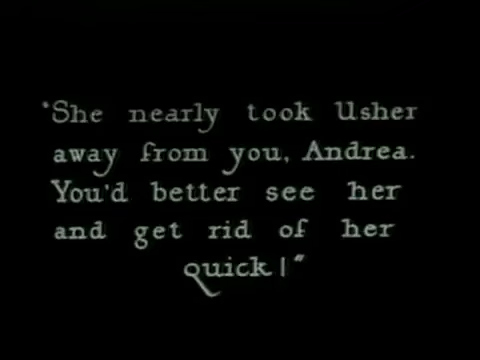 "She nearly took Usher
away from you, Andrea.
You'd better see her
and get rid of her
quick!"